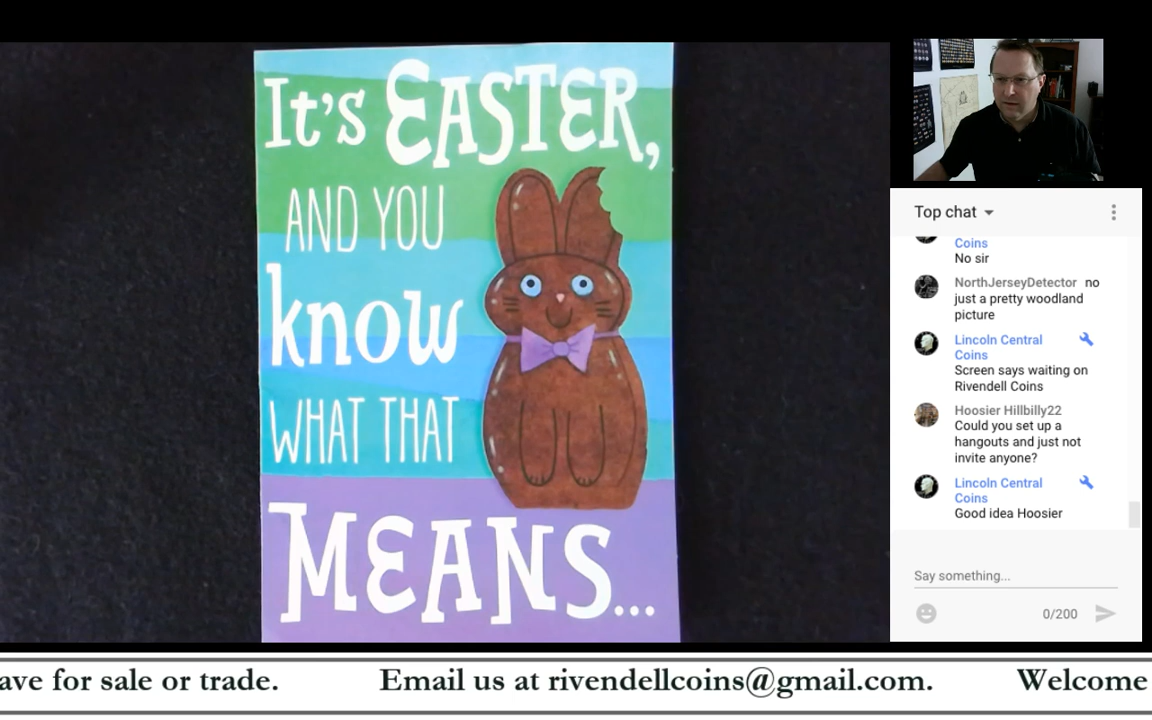 It's EASTER,
AND YOU
know
WHAT THAT
MEANS...
Top chat
Coins
No sir
NorthJerseyDetector no
just a pretty woodland
picture
Lincoln Central
Coins
Screen says waiting on
Rivendell Coins
Hoosier Hillbilly22
Could you set up a
hangouts and just not
invite anyone?
Lincoln Central
Coins
Good idea Hoosier
Say something...
0/200
ave for sale or trade. Email us at rivendellcoins@gmail.com. Welcome